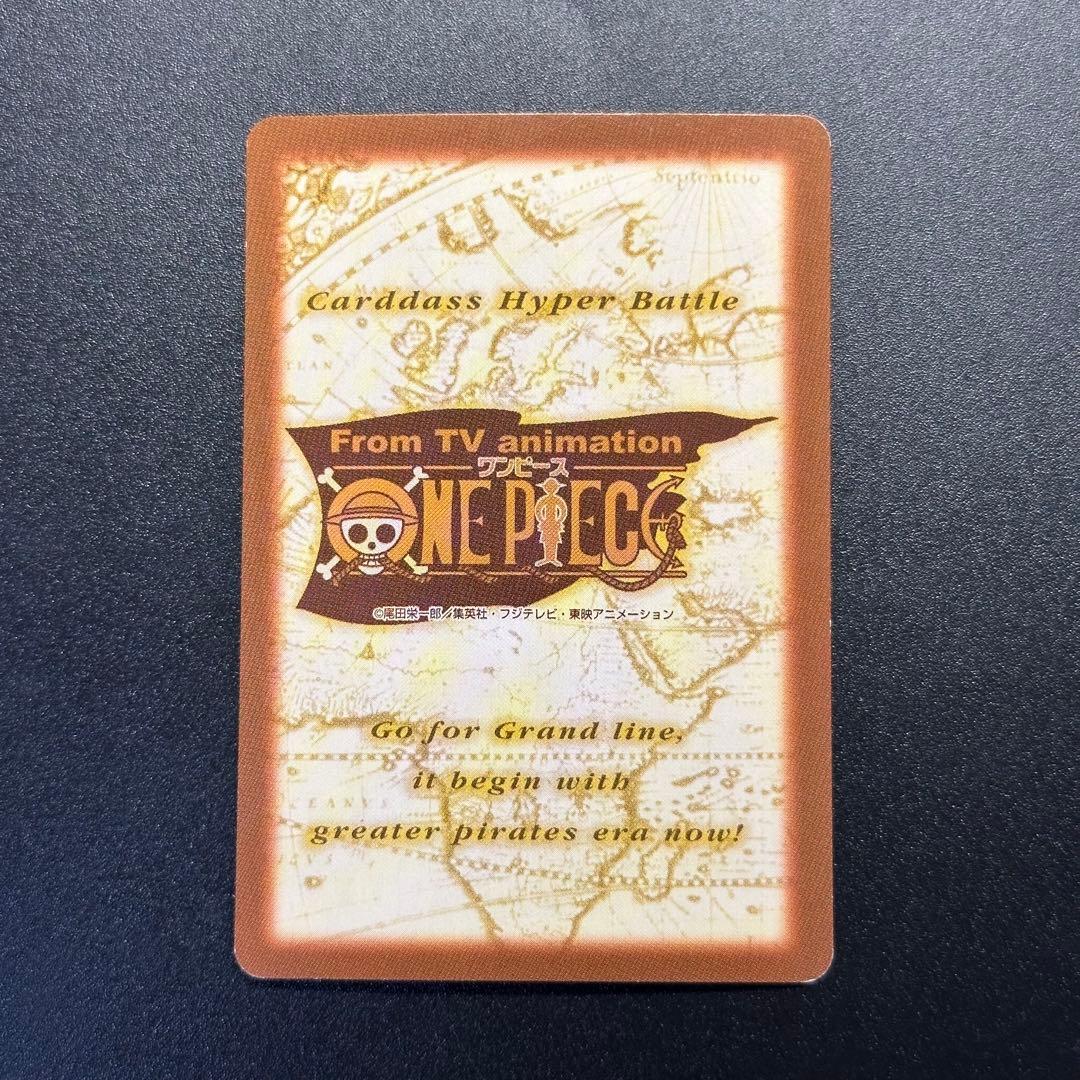 Septentrio
Carddass Hyper Battle
TLAN
From TV animation
ワンピース
ONE PIECE
©尾田栄一郎／集英社・フジテレビ・東映アニメーション
Go for Grand line,
it begin with
CEANVS
greater pirates era now!